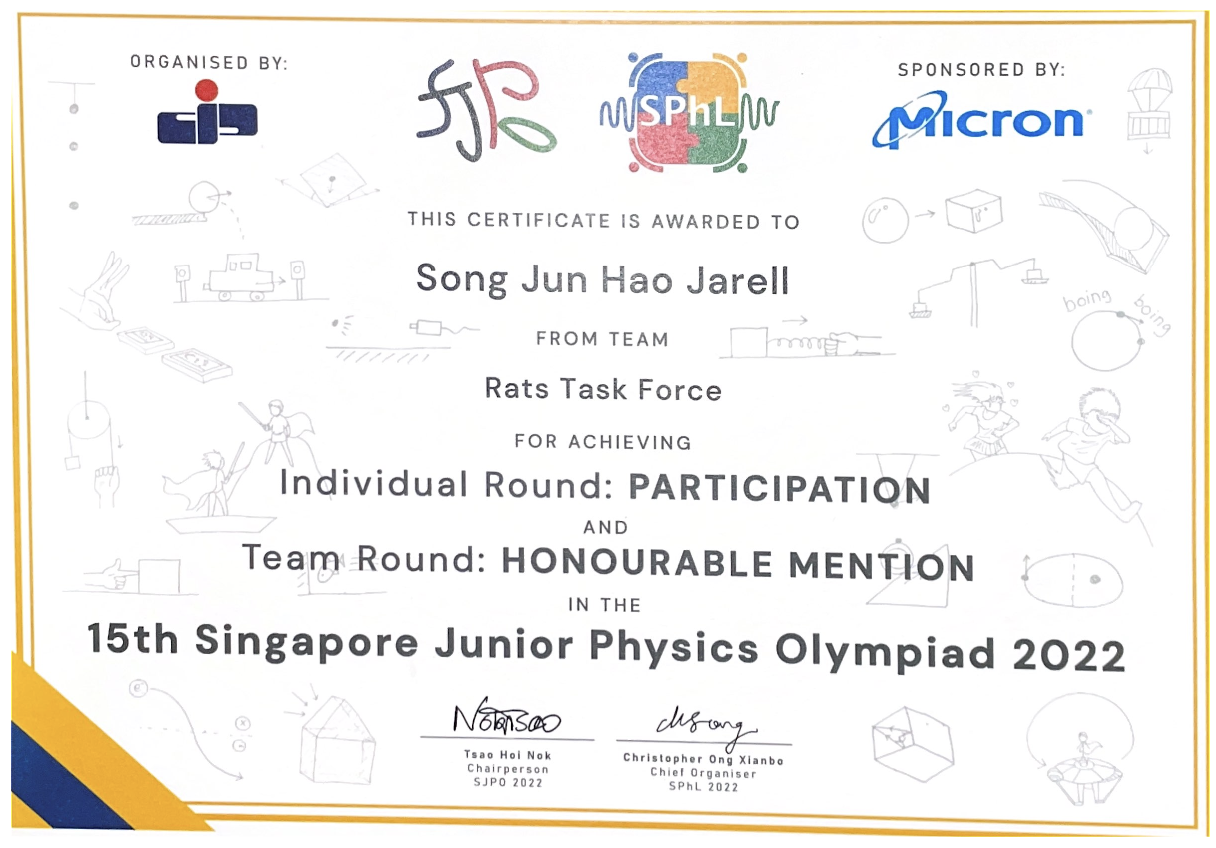 ORGANISED BY:
SJPO
SPhL
SPONSORED BY:
Micron
THIS CERTIFICATE IS AWARDED TO
Song Jun Hao Jarell
FROM TEAM
Rats Task Force
FOR ACHIEVING
Individual Round: PARTICIPATION
AND
Team Round: HONOURABLE MENTION
IN THE
15th Singapore Junior Physics Olympiad 2022
boing boing
Tsao Hoi Nok
Chairperson
SJPO 2022
Christopher Ong Xianbo
Chief Organiser
SPhL 2022